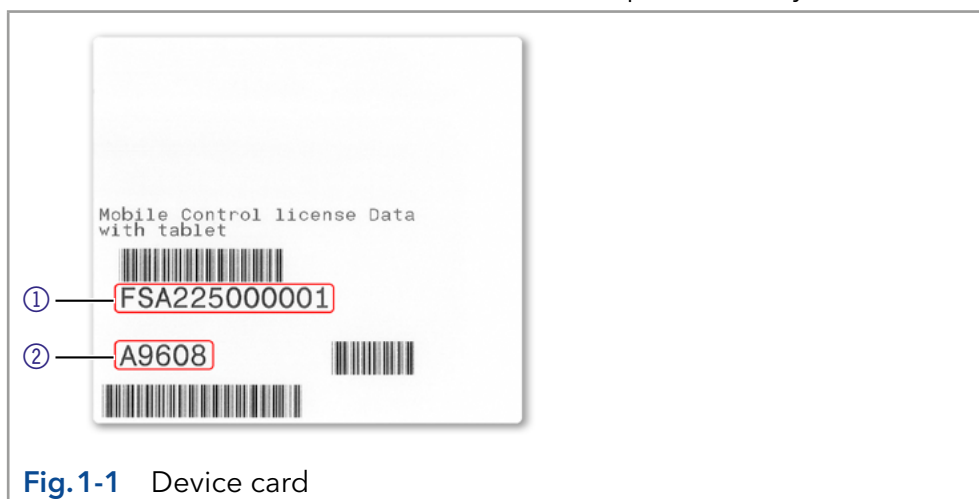 Mobile Control license Data
with tablet
① FSA225000001
② A9608
Fig.1-1 Device card